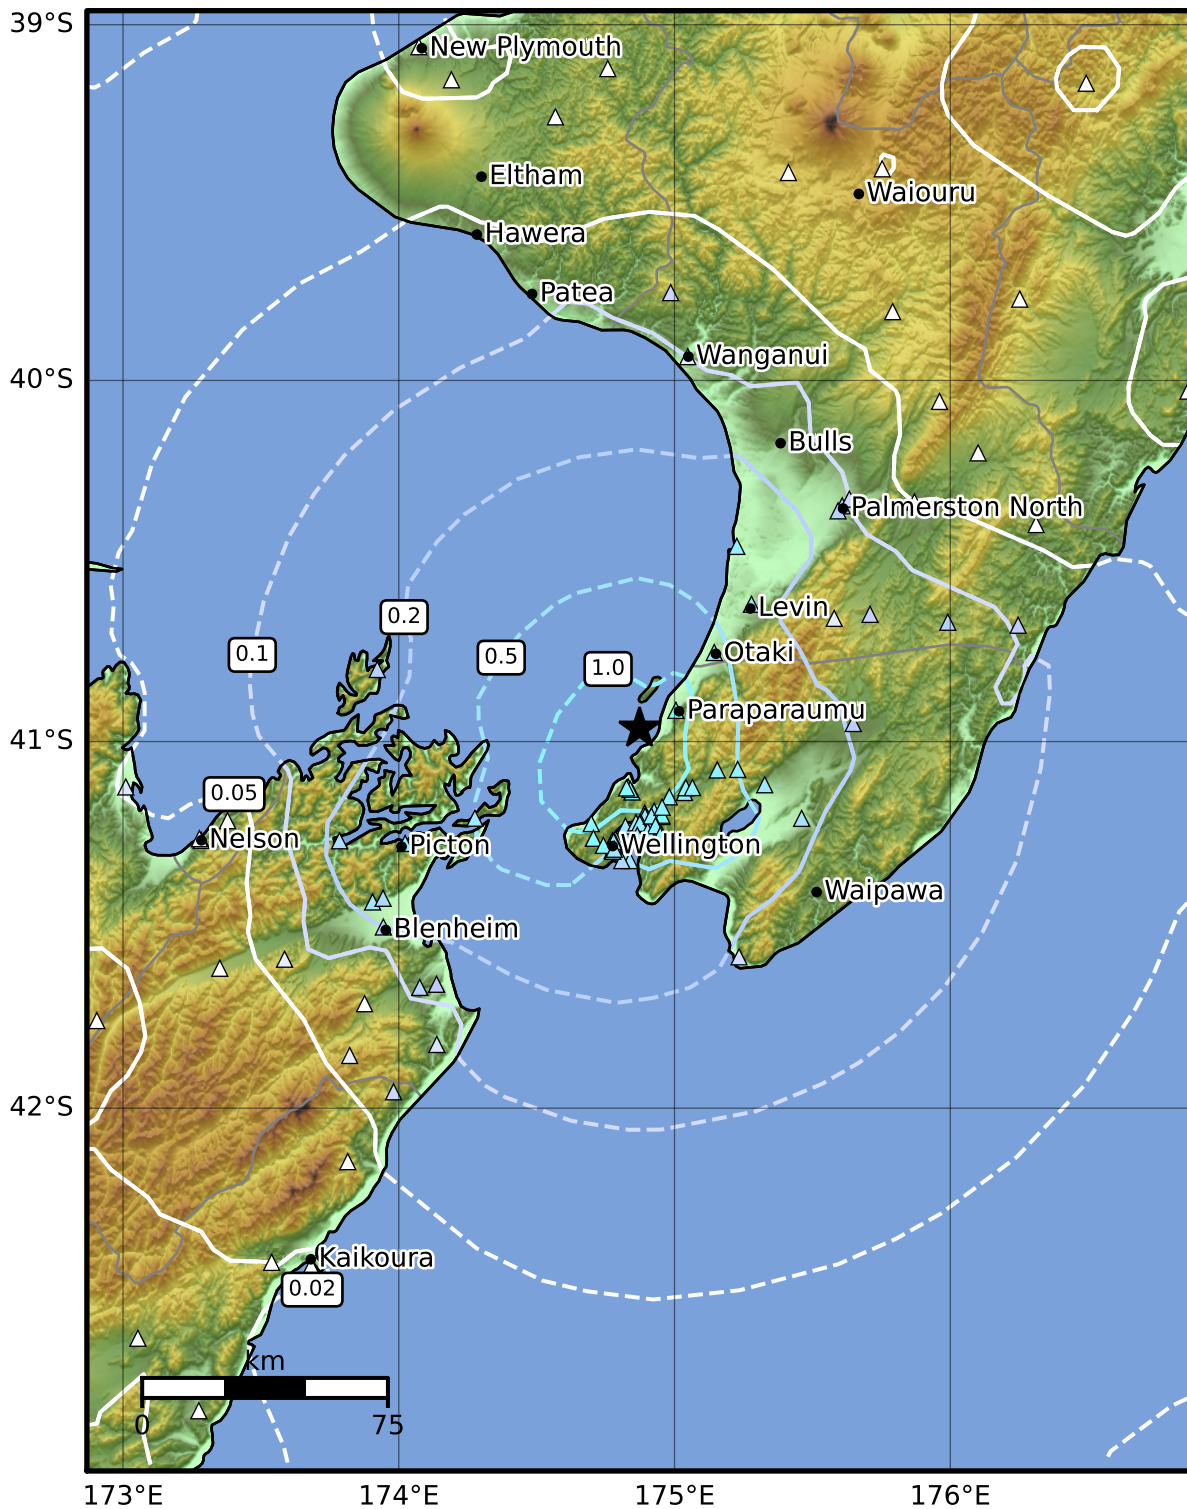 39°S
New Plymouth
Eltham
Waiouru
Hawera
Patea
Wanganui
40°S
Bulls
Palmerston North
Levin
0.2
Otaki
0.1
0.5
1.0
Paraparaumu
41°S
0.05
Nelson
Picton
Wellington
Waipawa
Blenheim
42°S
Kaikoura
0.02
km
0
75
173°E
174°E
175°E
176°E